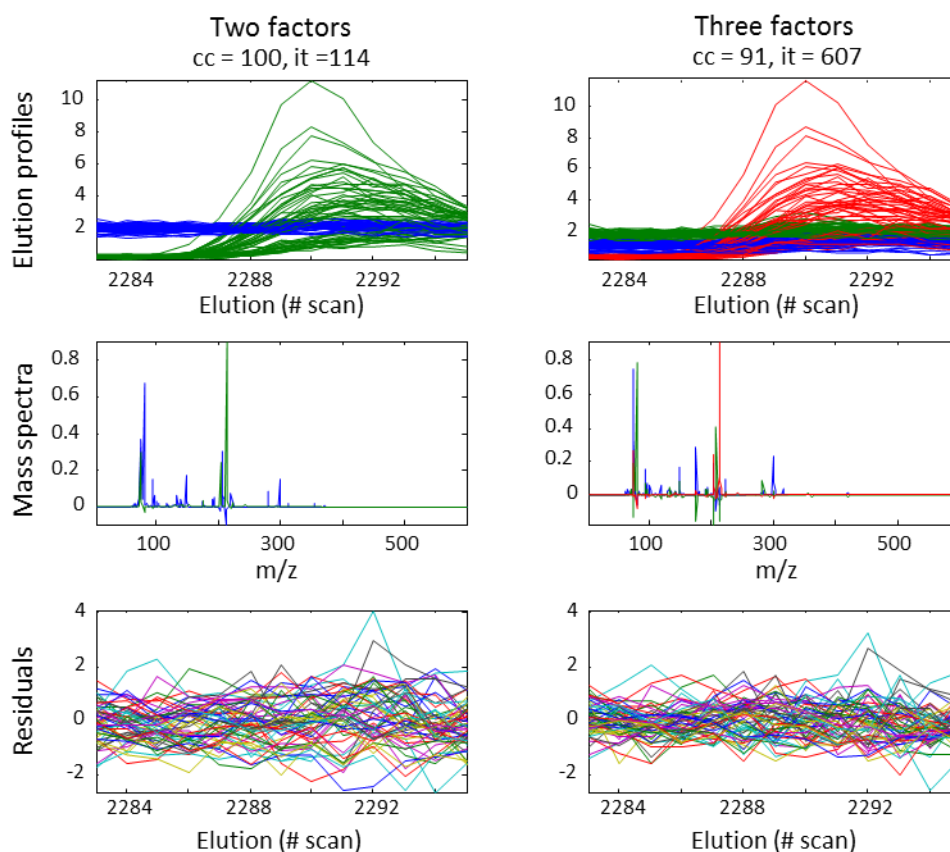 Two factors
cc = 100, it =114
Three factors
cc = 91, it = 607
Elution profiles
10
8
6
4
2
2284 2288 2292
Elution (# scan)
10
8
6
4
2
2284 2288 2292
Elution (# scan)
Mass spectra
0.8
0.6
0.4
0.2
0
100 300 500
m/z
0.8
0.6
0.4
0.2
0
100 300 500
m/z
Residuals
4
2
0
-2
2284 2288 2292
Elution (# scan)
4
2
0
-2
2284 2288 2292
Elution (# scan)